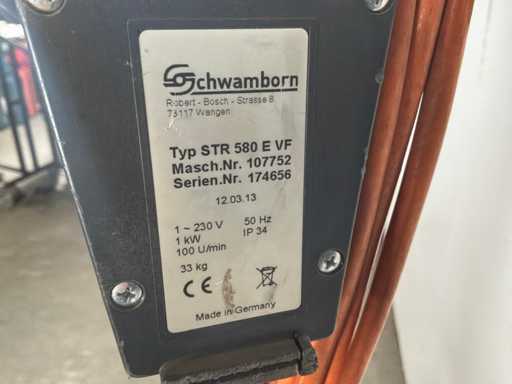 Schwamborn
Robert - Bosch - Strasse 8
73117 Wangen
Typ STR 580 E VF
Masch.Nr. 107752
Serien.Nr. 174656
12.03.13
1 ~ 230 V 50 Hz
1 kW IP 34
100 U/min
33 kg
CE
Made in Germany